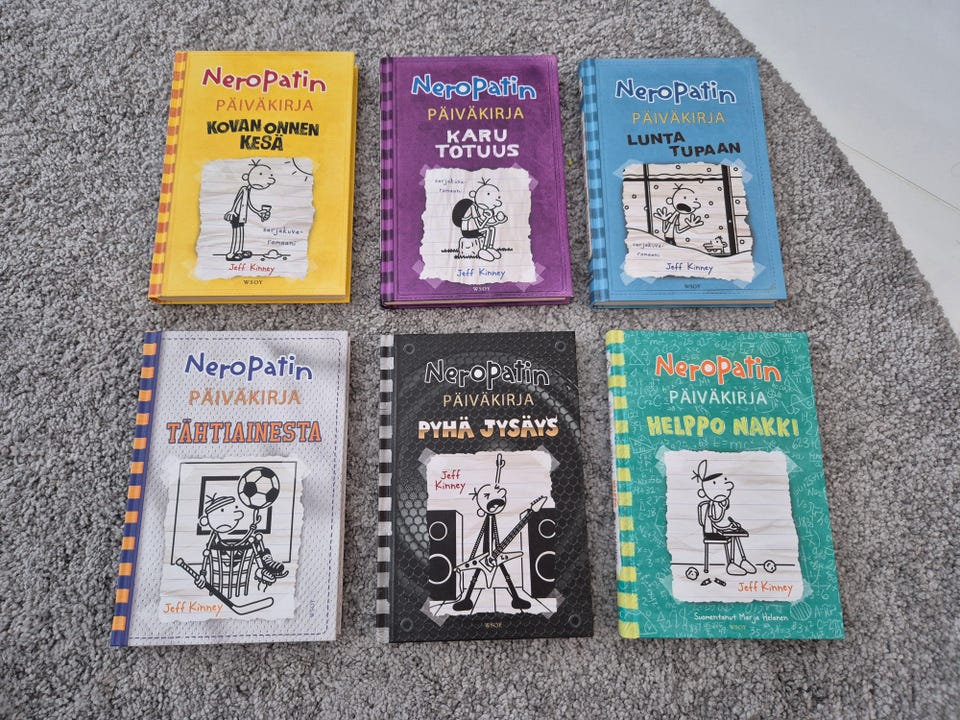 Neropatin
PÄIVÄKIRJA
KOVAN ONNEN
KESÄ
sarjakuva-
romaani
Jeff Kinney
WSOY
Neropatin
PÄIVÄKIRJA
KARU
TOTUUS
sarjakuva-
romaani
Jeff Kinney
WSOY
Neropatin
PÄIVÄKIRJA
LUNTA
TUPAAN
sarjakuva-
romaani
Jeff Kinney
WSOY
Neropatin
PÄIVÄKIRJA
TÄHTIAINESTA
Jeff Kinney
WSOY
Neropatin
PÄIVÄKIRJA
PYHÄ JYSÄYS
Jeff
Kinney
WSOY
Neropatin
PÄIVÄKIRJA
HELPPO NAKKI
Jeff Kinney
Suomentanut Marja Helanen
WSOY